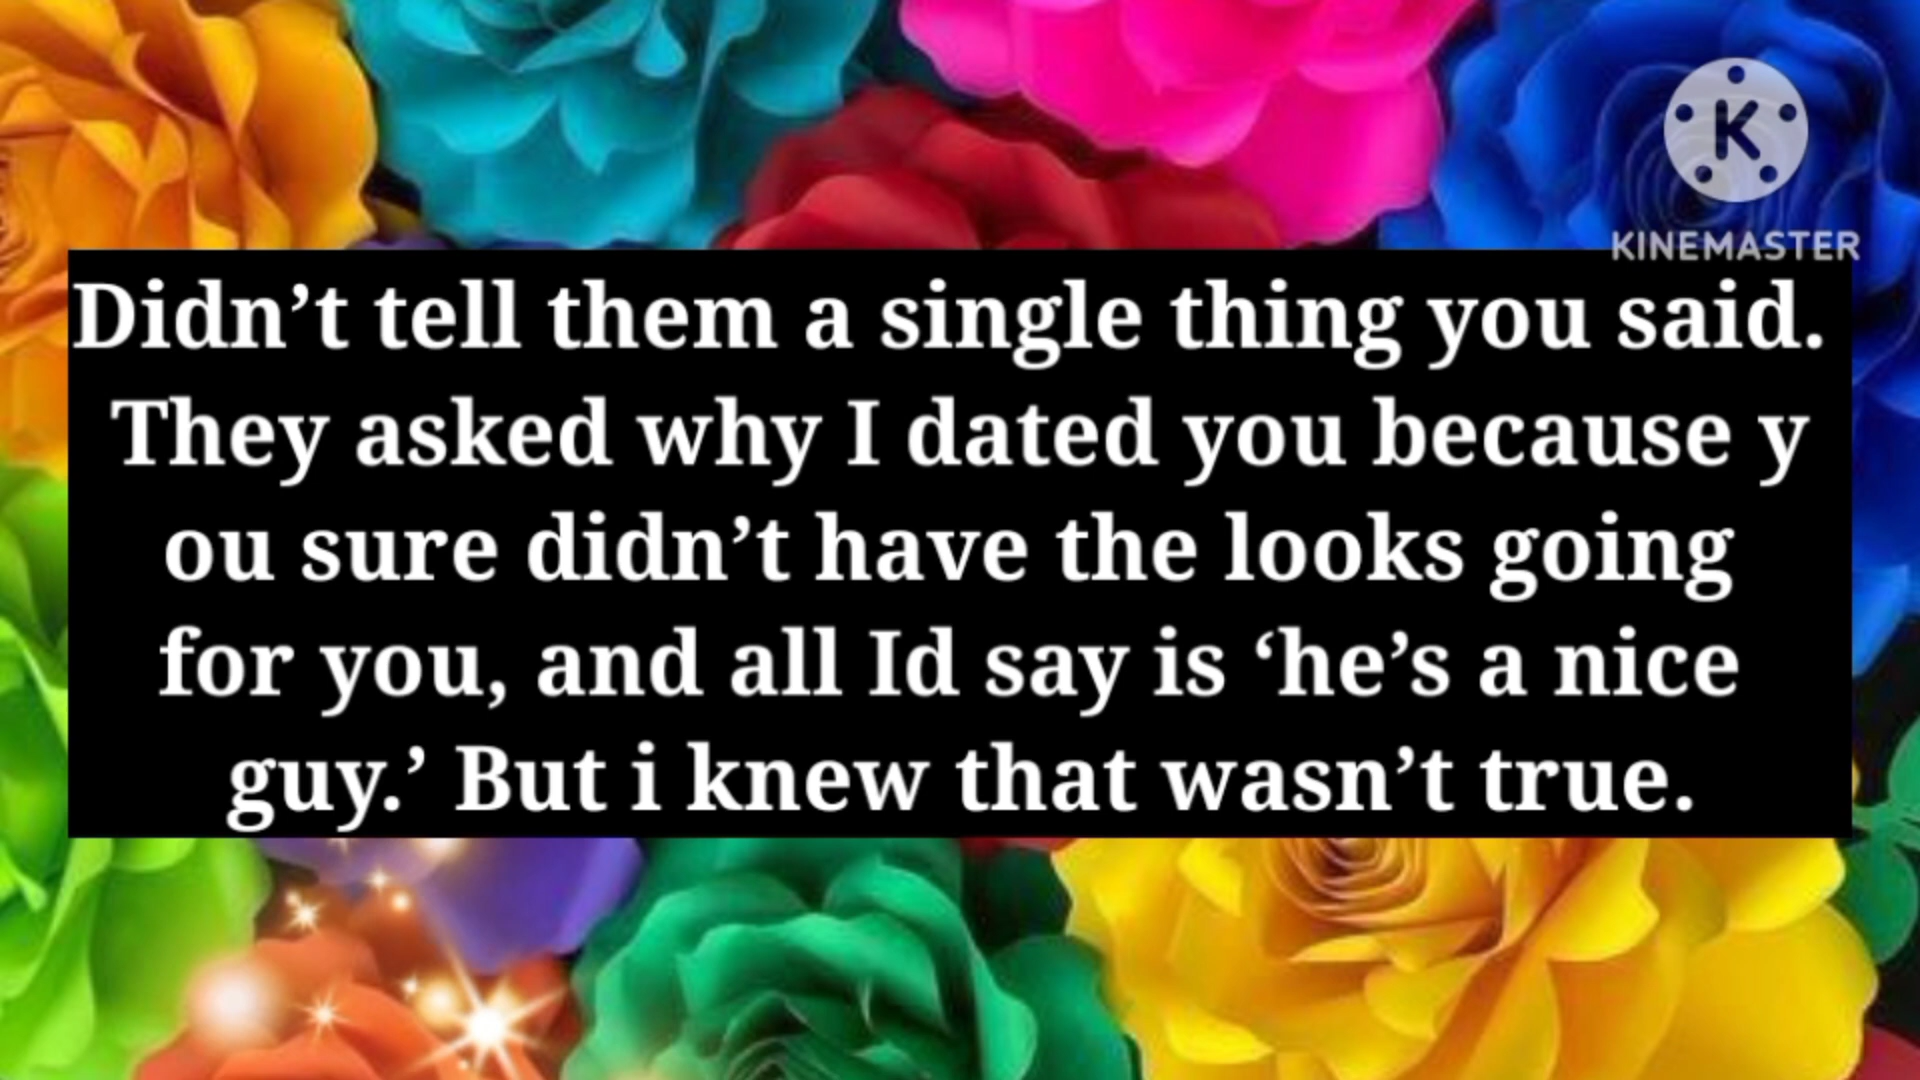 K
KINEMASTER
Didn’t tell them a single thing you said.
They asked why I dated you because y
ou sure didn’t have the looks going
for you, and all Id say is ‘he’s a nice
guy.’ But i knew that wasn’t true.